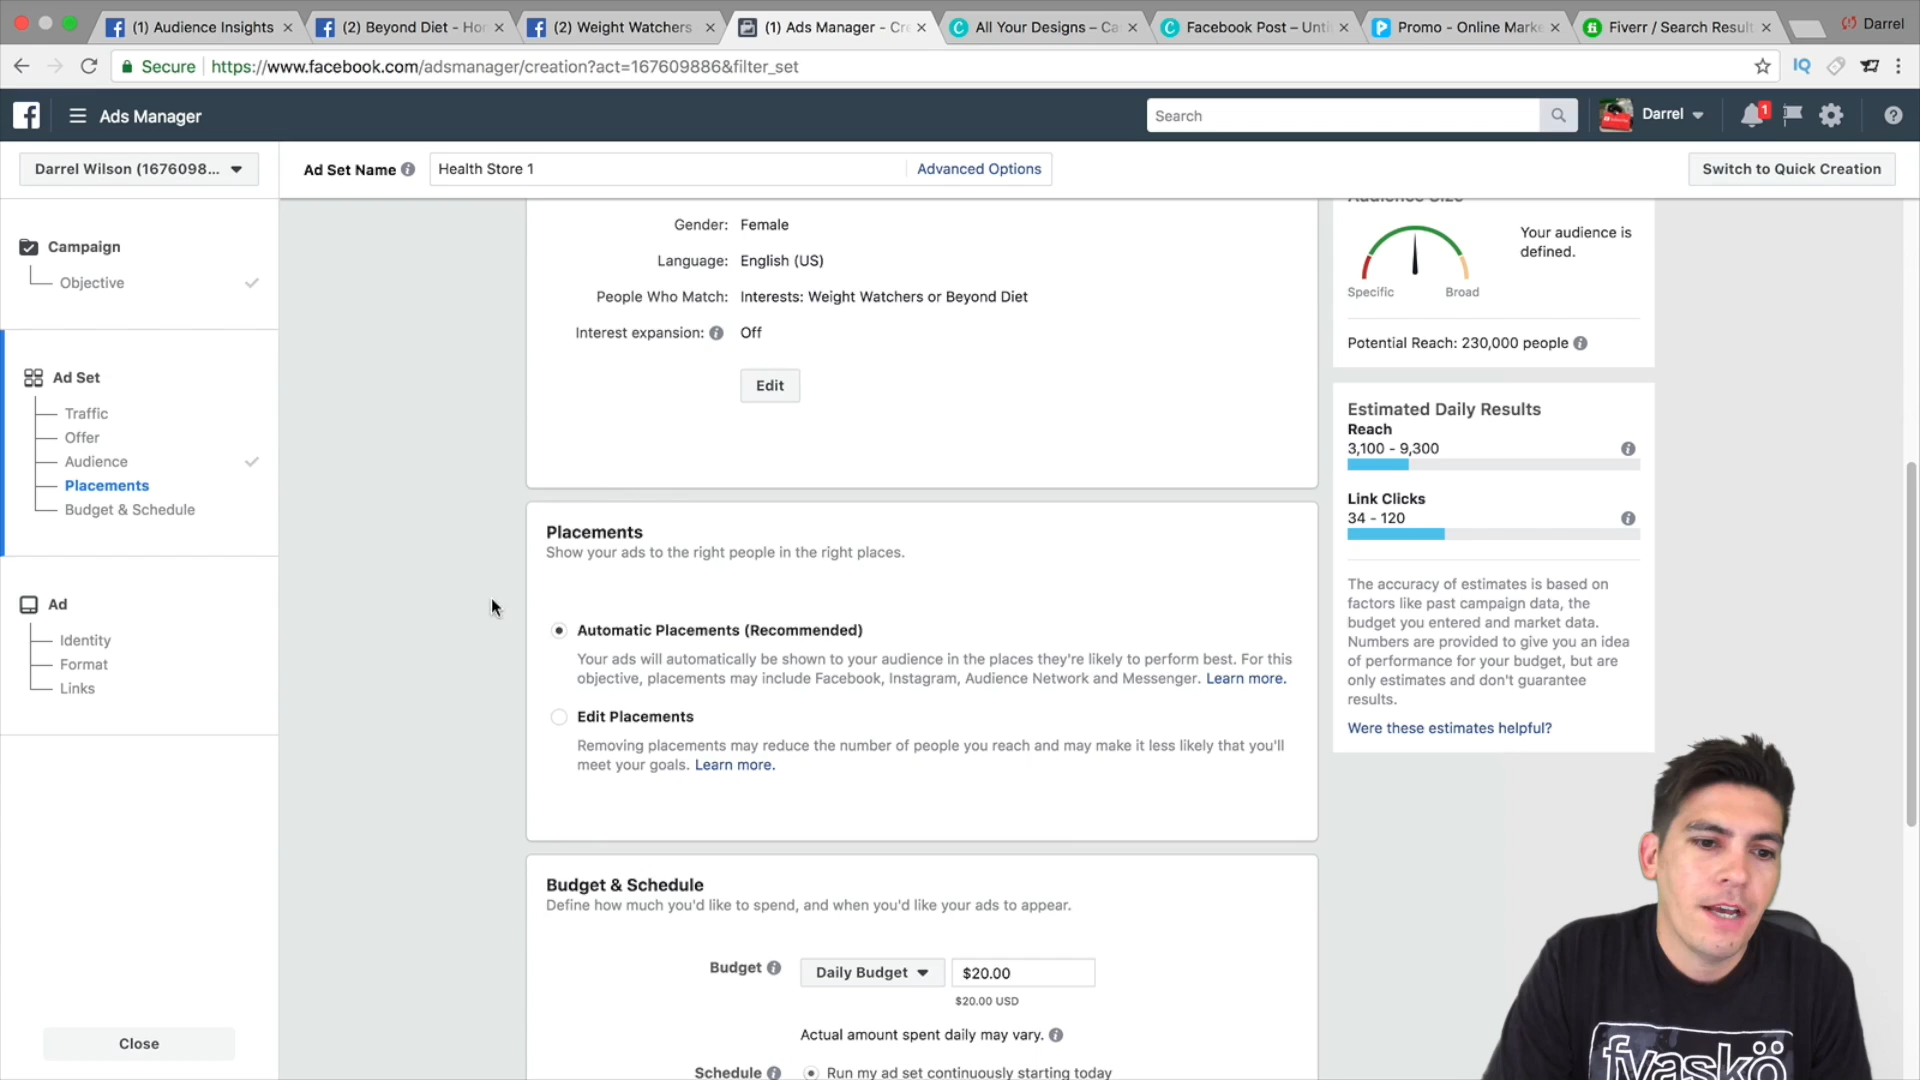 (1) Audience Insights
(2) Beyond Diet - Hor
(2) Weight Watchers
(1) Ads Manager - Cre
All Your Designs – Ca
Facebook Post – Unti
Promo - Online Marke
Fiverr / Search Result
Darrel
Secure
https://www.facebook.com/adsmanager/creation?act=167609886&filter_set
IQ
Ads Manager
Search
Darrel
1
Darrel Wilson (1676098...
Ad Set Name
Health Store 1
Advanced Options
Switch to Quick Creation
Campaign
Objective
Ad Set
Traffic
Offer
Audience
Placements
Budget & Schedule
Ad
Identity
Format
Links
Close
Gender: Female
Language: English (US)
People Who Match: Interests: Weight Watchers or Beyond Diet
Interest expansion: Off
Edit
Placements
Show your ads to the right people in the right places.
Automatic Placements (Recommended)
Your ads will automatically be shown to your audience in the places they're likely to perform best. For this
objective, placements may include Facebook, Instagram, Audience Network and Messenger. Learn more.
Edit Placements
Removing placements may reduce the number of people you reach and may make it less likely that you'll
meet your goals. Learn more.
Budget & Schedule
Define how much you'd like to spend, and when you'd like your ads to appear.
Budget
Daily Budget
$20.00
$20.00 USD
Actual amount spent daily may vary.
Schedule
Run my ad set continuously starting today
Audience Size
Your audience is
defined.
Specific
Broad
Potential Reach: 230,000 people
Estimated Daily Results
Reach
3,100 - 9,300
Link Clicks
34 - 120
The accuracy of estimates is based on
factors like past campaign data, the
budget you entered and market data.
Numbers are provided to give you an idea
of performance for your budget, but are
only estimates and don't guarantee
results.
Were these estimates helpful?
fyaskö